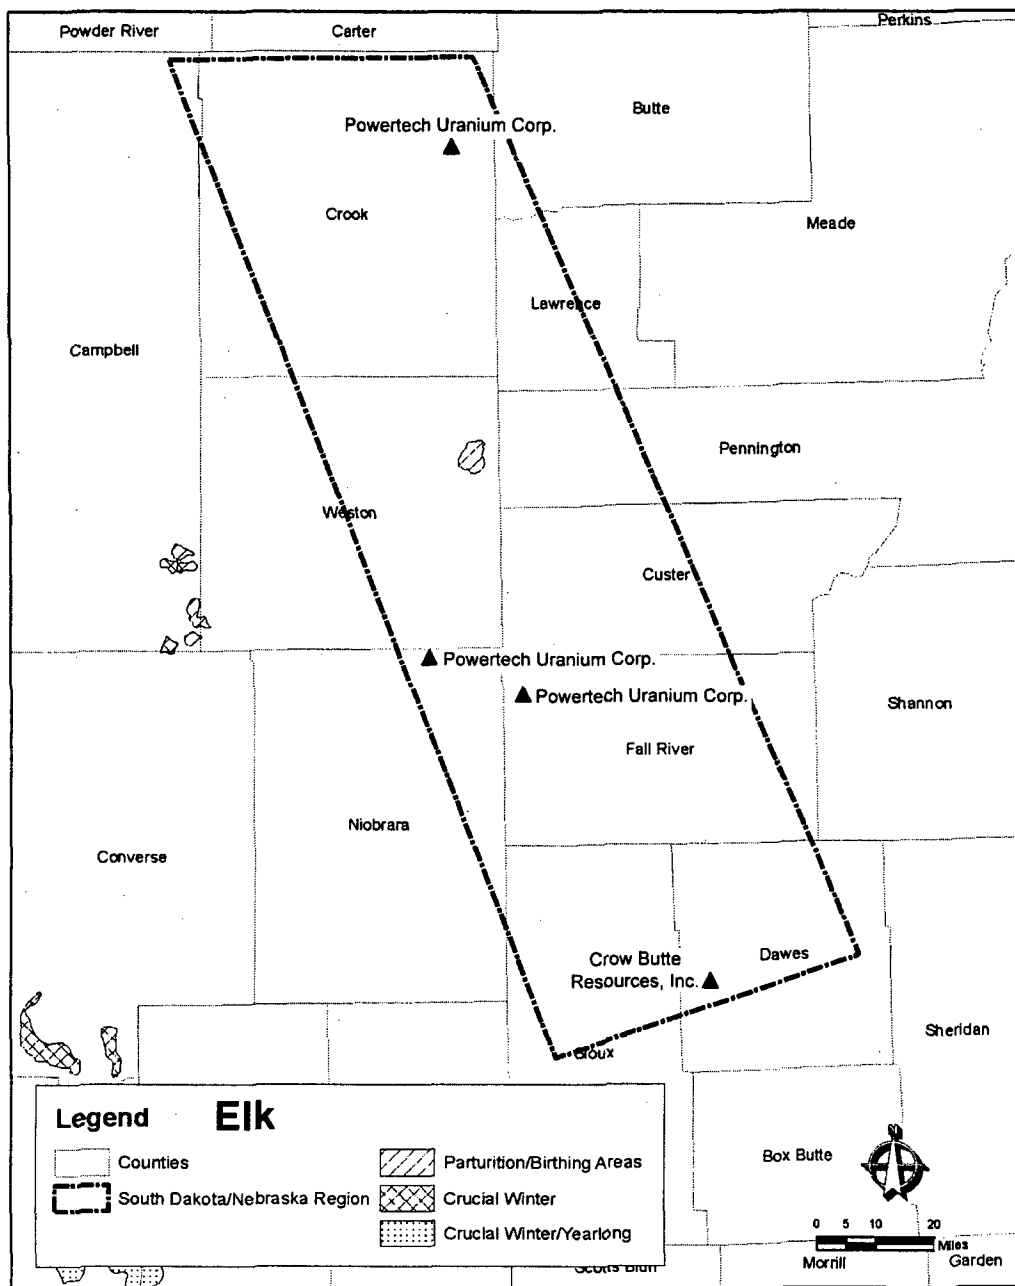 Powder River
Carter
Perkins
Butte
Powertech Uranium Corp.
Crook
Meade
Lawrence
Campbell
Pennington
Weston
Custer
Powertech Uranium Corp.
Powertech Uranium Corp.
Shannon
Fall River
Niobrara
Converse
Crow Butte
Resources, Inc.
Dawes
Sheridan
Sioux
Legend
Elk
Counties
South Dakota/Nebraska Region
Parturition/Birthing Areas
Crucial Winter
Crucial Winter/Yearlong
Box Butte
N
0 5 10 20
Miles
Morrill
Garden
Scotts Bluff